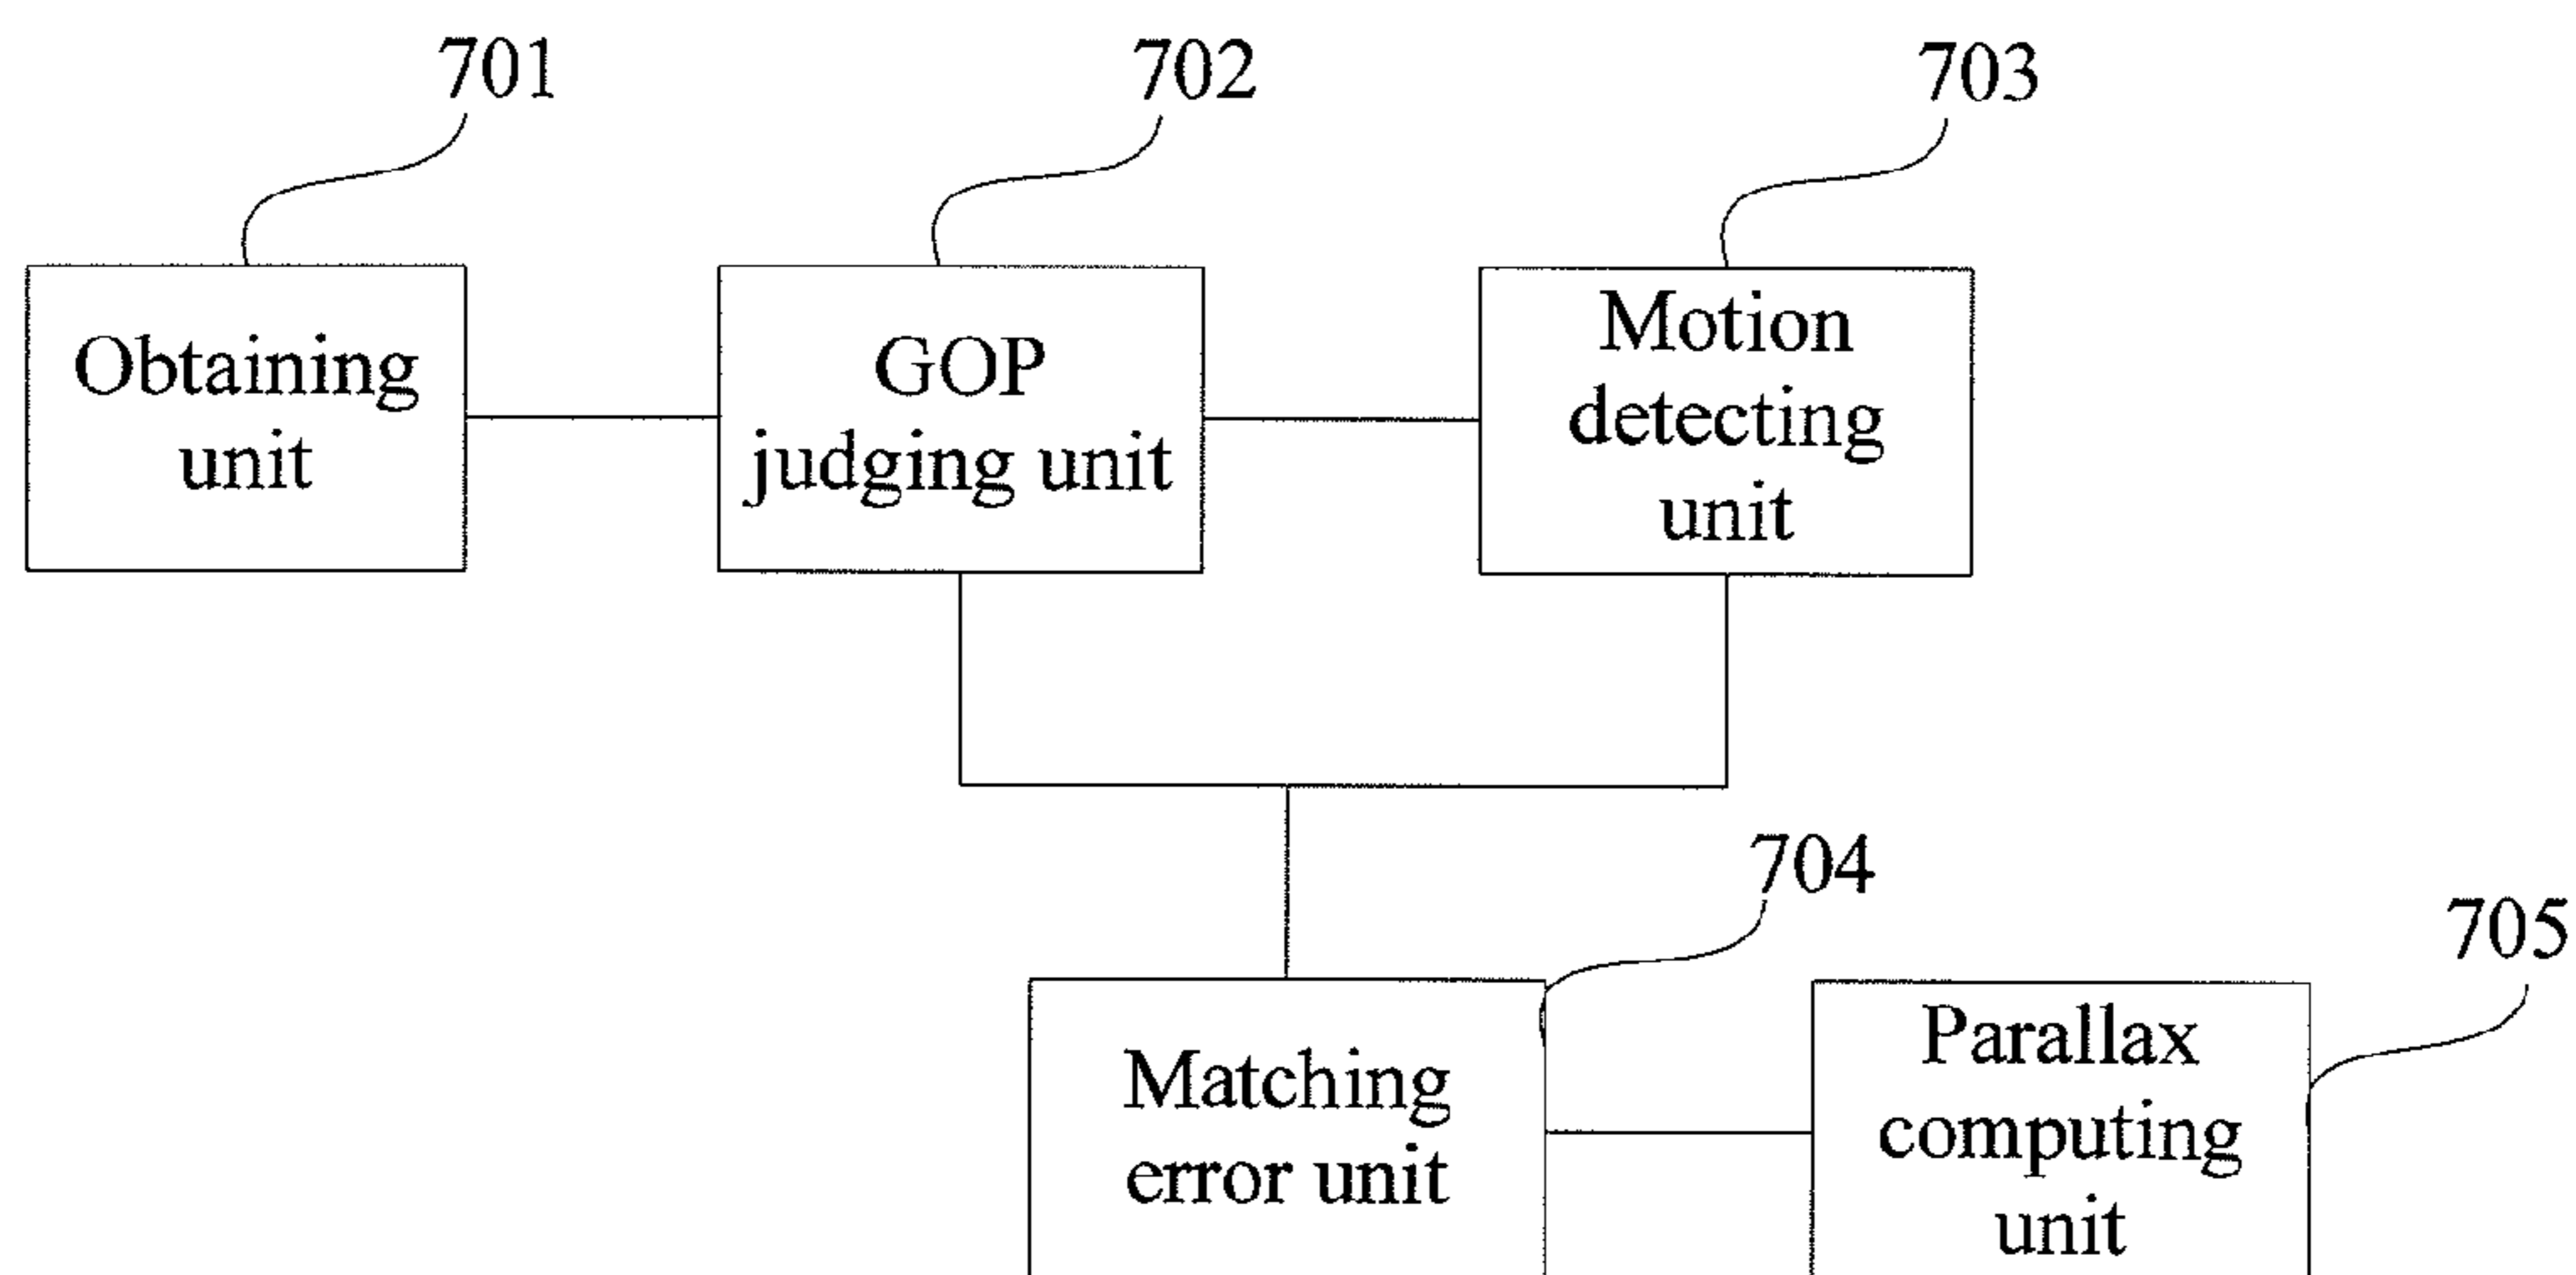 701
702
703
Obtaining
unit
GOP
judging unit
Motion
detecting
unit
704
705
Matching
error unit
Parallax
computing
unit